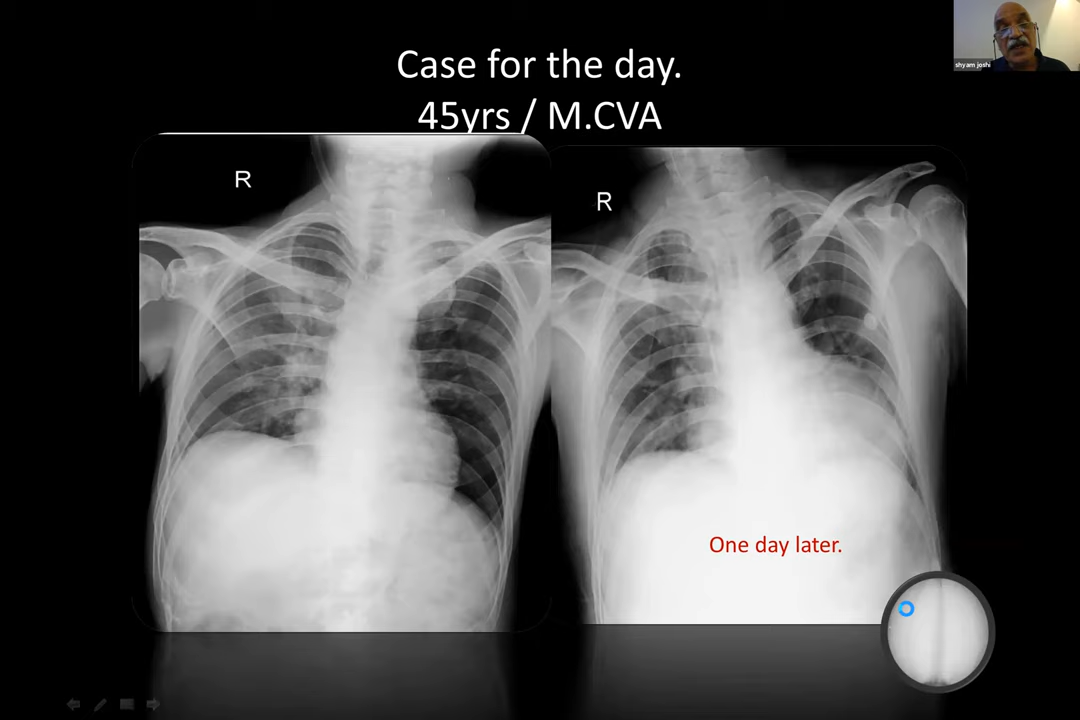 Case for the day.
45yrs / M.CVA
shyam joshi
R
R
One day later.